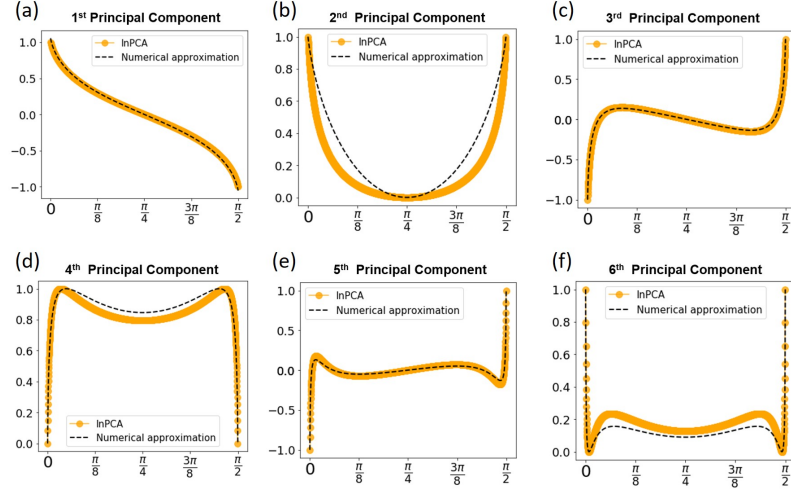 (a) 1st Principal Component
InPCA
Numerical approximation
1.0
0.5
0.0
−0.5
−1.0
0 π/8 π/4 3π/8 π/2
(b) 2nd Principal Component
InPCA
Numerical approximation
1.0
0.8
0.6
0.4
0.2
0.0
0 π/8 π/4 3π/8 π/2
(c) 3rd Principal Component
InPCA
Numerical approximation
1.0
0.5
0.0
−0.5
−1.0
0 π/8 π/4 3π/8 π/2
(d) 4th Principal Component
1.0
0.8
0.6
0.4
0.2
0.0
InPCA
Numerical approximation
0 π/8 π/4 3π/8 π/2
(e) 5th Principal Component
InPCA
Numerical approximation
1.0
0.5
0.0
−0.5
−1.0
0 π/8 π/4 3π/8 π/2
(f) 6th Principal Component
InPCA
Numerical approximation
1.0
0.8
0.6
0.4
0.2
0.0
0 π/8 π/4 3π/8 π/2